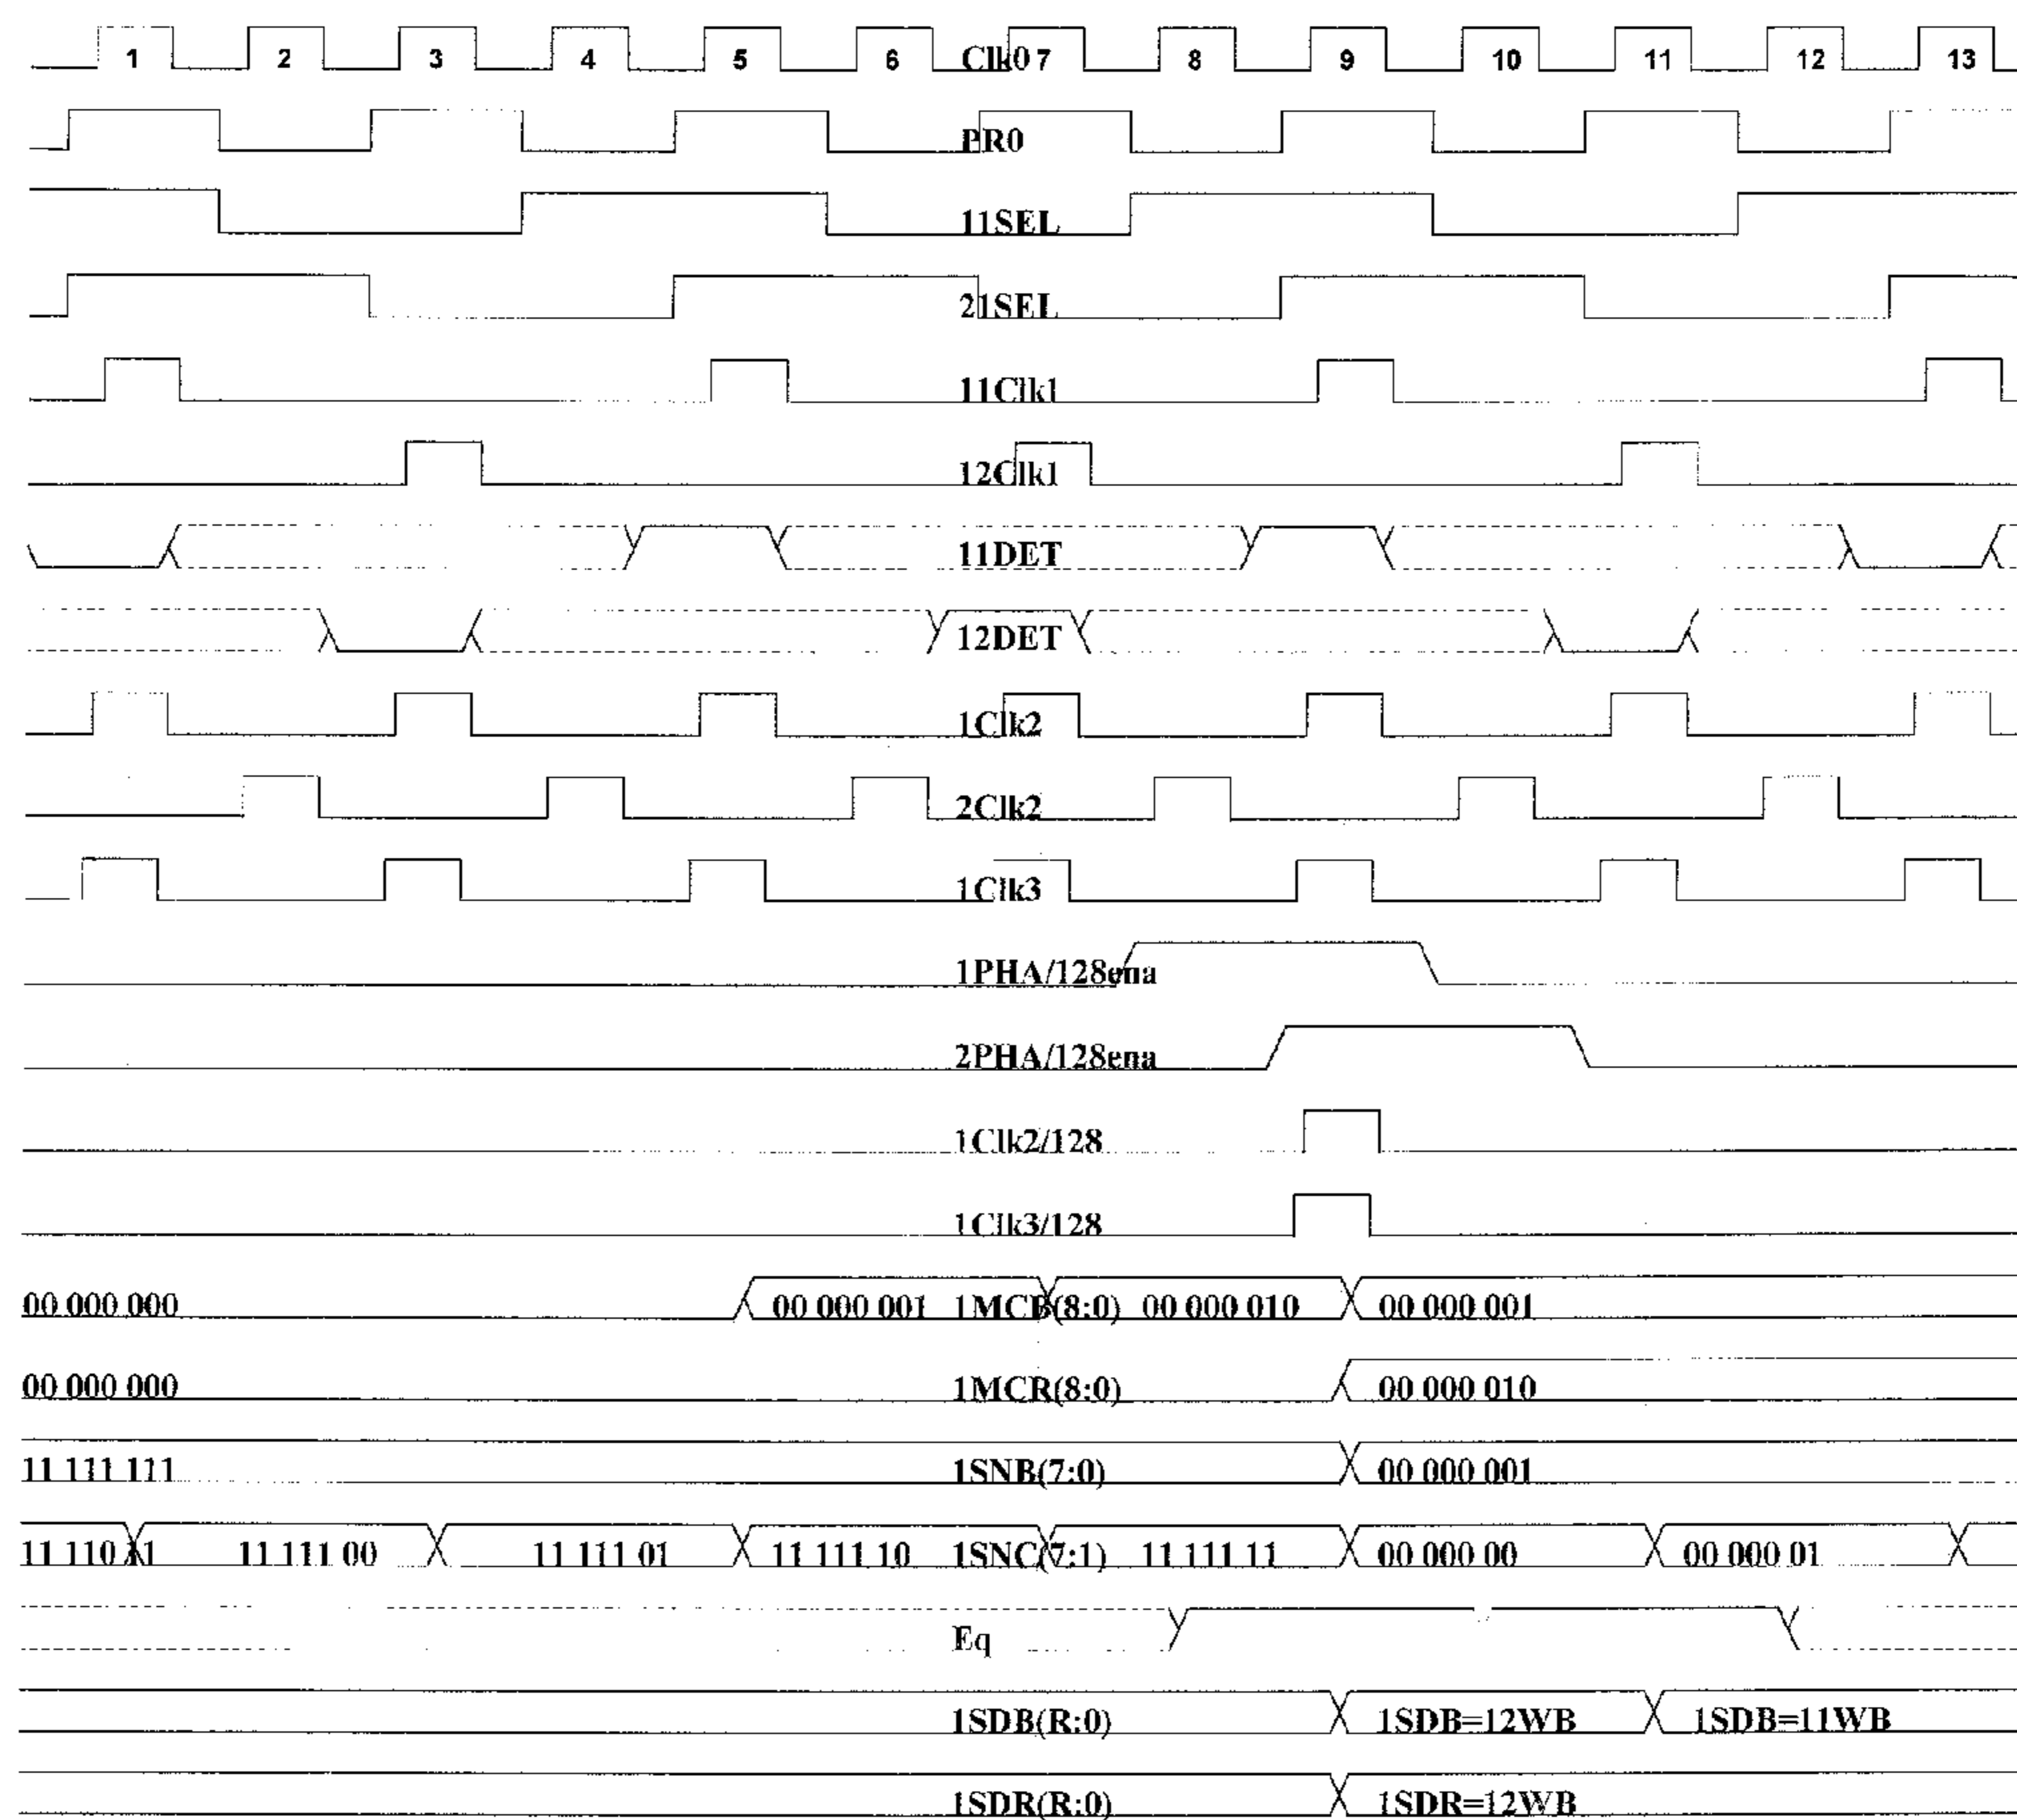 1 2 3 4 5 6 Clk0 7 8 9 10 11 12 13
PR0
11SEL
21SEL
11Clk1
12Clk1
11DET
12DET
1Clk2
2Clk2
1Clk3
1PHA/128ena
2PHA/128ena
1Clk2/128
1Clk3/128
00 000 000 00 000 001 1MCB(8:0) 00 000 010 00 000 001
00 000 000 1MCR(8:0) 00 000 010
11 111 111 1SNB(7:0) 00 000 001
11 110 11 11 111 00 11 111 01 11 111 10 1SNC(7:1) 11 111 11 00 000 00 00 000 01
Eq
1SDB(R:0) 1SDB=12WB 1SDB=11WB
1SDR(R:0) 1SDR=12WB